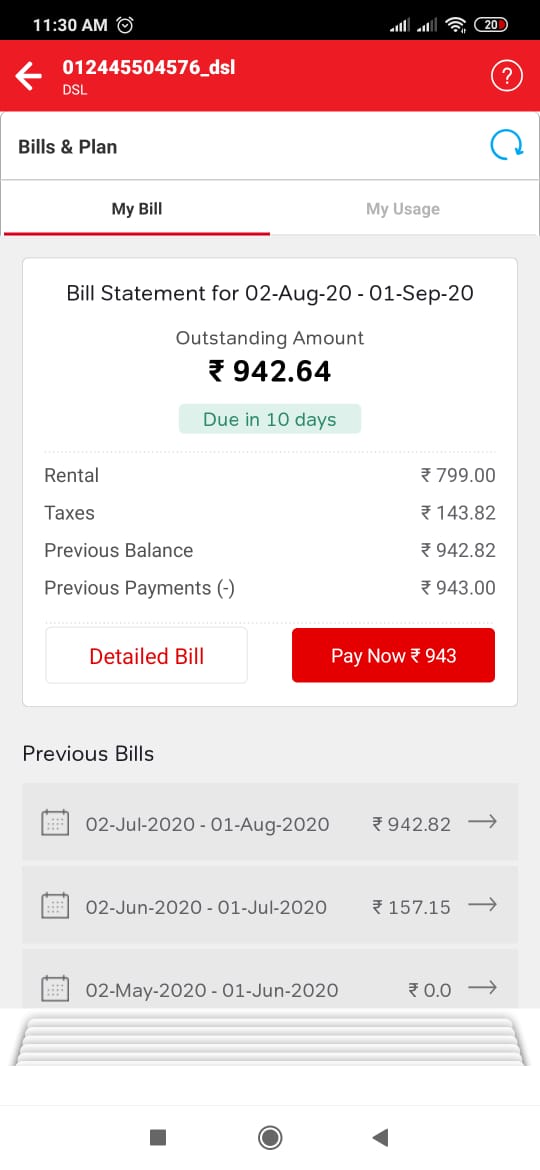 11:30 AM 20
012445504576_dsl
DSL
?
Bills & Plan
My Bill My Usage
Bill Statement for 02-Aug-20 - 01-Sep-20
Outstanding Amount
₹ 942.64
Due in 10 days
Rental ₹ 799.00
Taxes ₹ 143.82
Previous Balance ₹ 942.82
Previous Payments (-) ₹ 943.00
Detailed Bill Pay Now ₹ 943
Previous Bills
02-Jul-2020 - 01-Aug-2020 ₹ 942.82
02-Jun-2020 - 01-Jul-2020 ₹ 157.15
02-May-2020 - 01-Jun-2020 ₹ 0.0